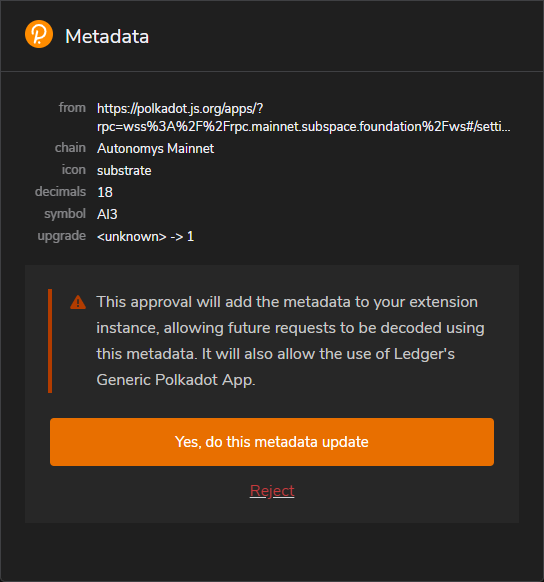 Metadata
from https://polkadot.js.org/apps/?
rpc=wss%3A%2F%2Frpc.mainnet.subspace.foundation%2Fws#/setti...
chain Autonomys Mainnet
icon substrate
decimals 18
symbol AI3
upgrade <unknown> -> 1
This approval will add the metadata to your extension
instance, allowing future requests to be decoded using
this metadata. It will also allow the use of Ledger's
Generic Polkadot App.
Yes, do this metadata update
Reject